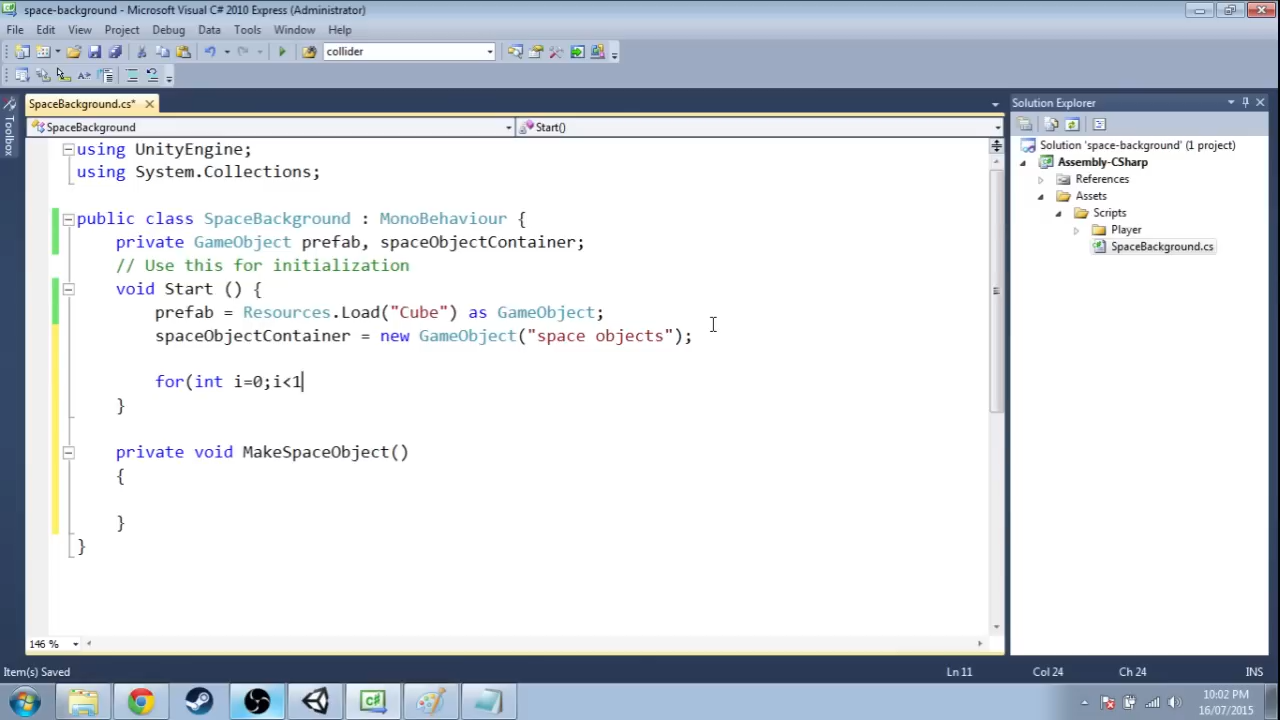 space-background - Microsoft Visual C# 2010 Express (Administrator)
File Edit View Project Debug Data Tools Window Help
collider
SpaceBackground.cs*
SpaceBackground
Start()
using UnityEngine;
using System.Collections;
public class SpaceBackground : MonoBehaviour {
private GameObject prefab, spaceObjectContainer;
// Use this for initialization
void Start () {
prefab = Resources.Load("Cube") as GameObject;
spaceObjectContainer = new GameObject("space objects");
for(int i=0;i<1
}
private void MakeSpaceObject()
{
}
}
146 %
Toolbox
Solution Explorer
Solution 'space-background' (1 project)
Assembly-CSharp
References
Assets
Scripts
Player
SpaceBackground.cs
Item(s) Saved
Ln 11 Col 24 Ch 24 INS
10:02 PM
16/07/2015